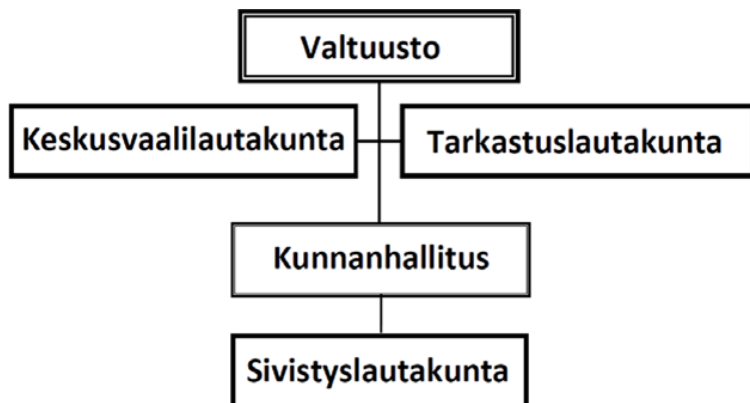 Valtuusto
Keskusvaalilautakunta
Tarkastuslautakunta
Kunnanhallitus
Sivistyslautakunta